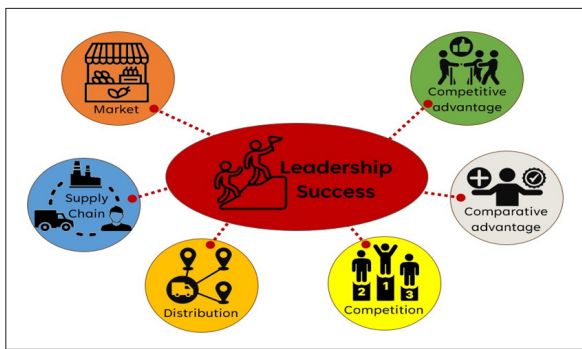 Market
Competitive
advantage
Leadership
Success
Supply
Chain
Comparative
advantage
Distribution
2 1 3
Competition